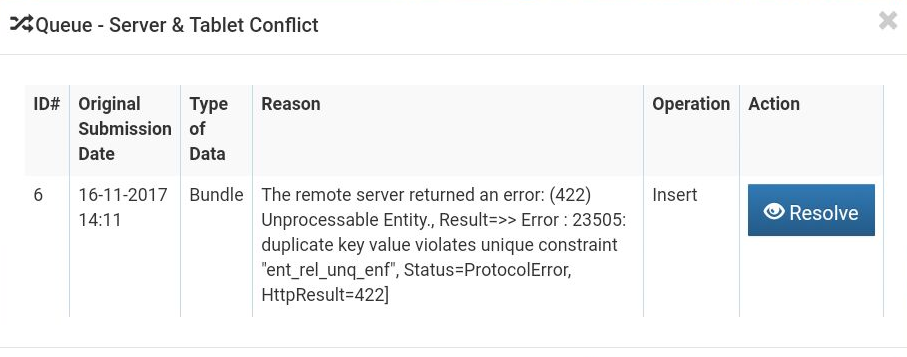 Queue - Server & Tablet Conflict
ID#
Original
Submission
Date
Type
of
Data
Reason
Operation
Action
6
16-11-2017
14:11
Bundle
The remote server returned an error: (422)
Unprocessable Entity., Result=>> Error : 23505:
duplicate key value violates unique constraint
"ent_rel_unq_enf", Status=ProtocolError,
HttpResult=422]
Insert
Resolve